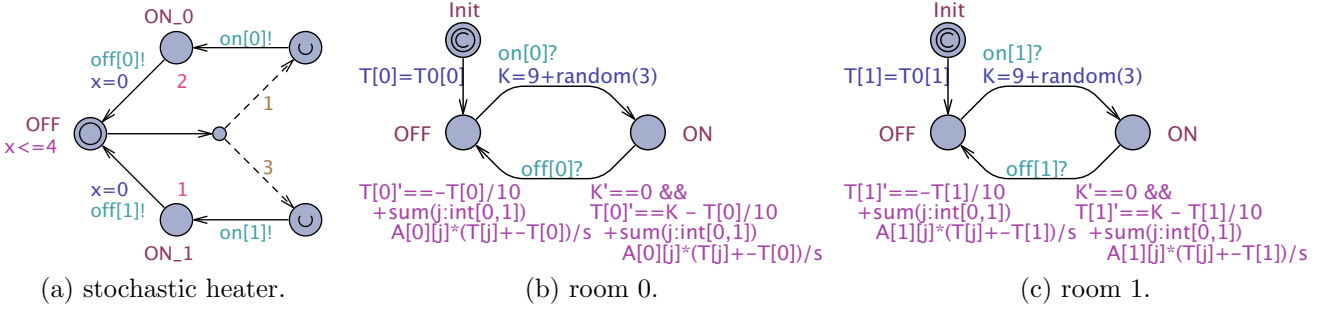 ON_0
on[0]!
off[0]!
x=0
2
1
OFF
x<=4
3
x=0
1
off[1]!
on[1]!
ON_1
(a) stochastic heater.
Init
on[0]?
T[0]=T0[0]
K=9+random(3)
OFF
ON
off[0]?
T[0]'==-T[0]/10
+sum(j:int[0,1])
A[0][j]*(T[j]+-T[0])/s
K'==0 &&
T[0]'==K - T[0]/10
+sum(j:int[0,1])
A[0][j]*(T[j]+-T[0])/s
(b) room 0.
Init
on[1]?
T[1]=T0[1]
K=9+random(3)
OFF
ON
off[1]?
T[1]'==-T[1]/10
+sum(j:int[0,1])
A[1][j]*(T[j]+-T[1])/s
K'==0 &&
T[1]'==K - T[1]/10
+sum(j:int[0,1])
A[1][j]*(T[j]+-T[1])/s
(c) room 1.